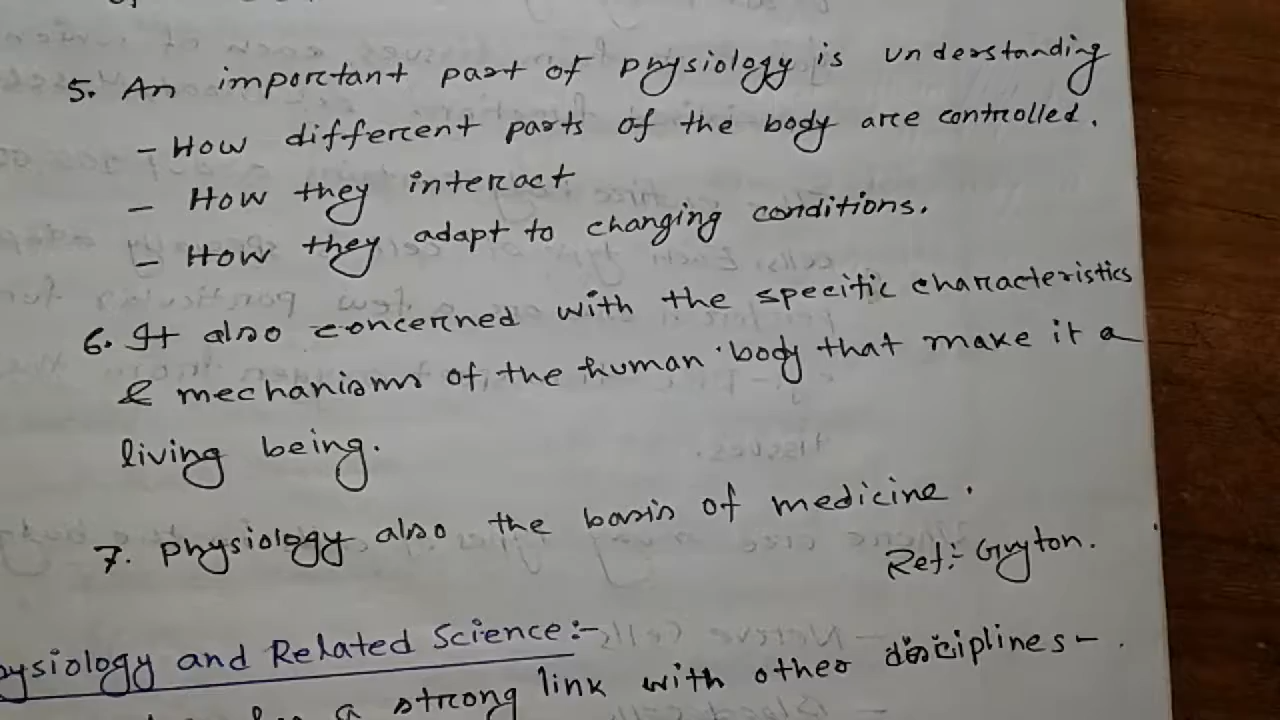 5. An important part of physiology is understanding
- How different parts of the body are controlled.
- How they interact
- How they adapt to changing conditions.
6. It also concerned with the specific characteristics
& mechanisms of the human body that make it a
living being.
7. physiology also the basis of medicine.
Ref:- Guyton.
ysiology and Related Science:-
a strong link with other disciplines-